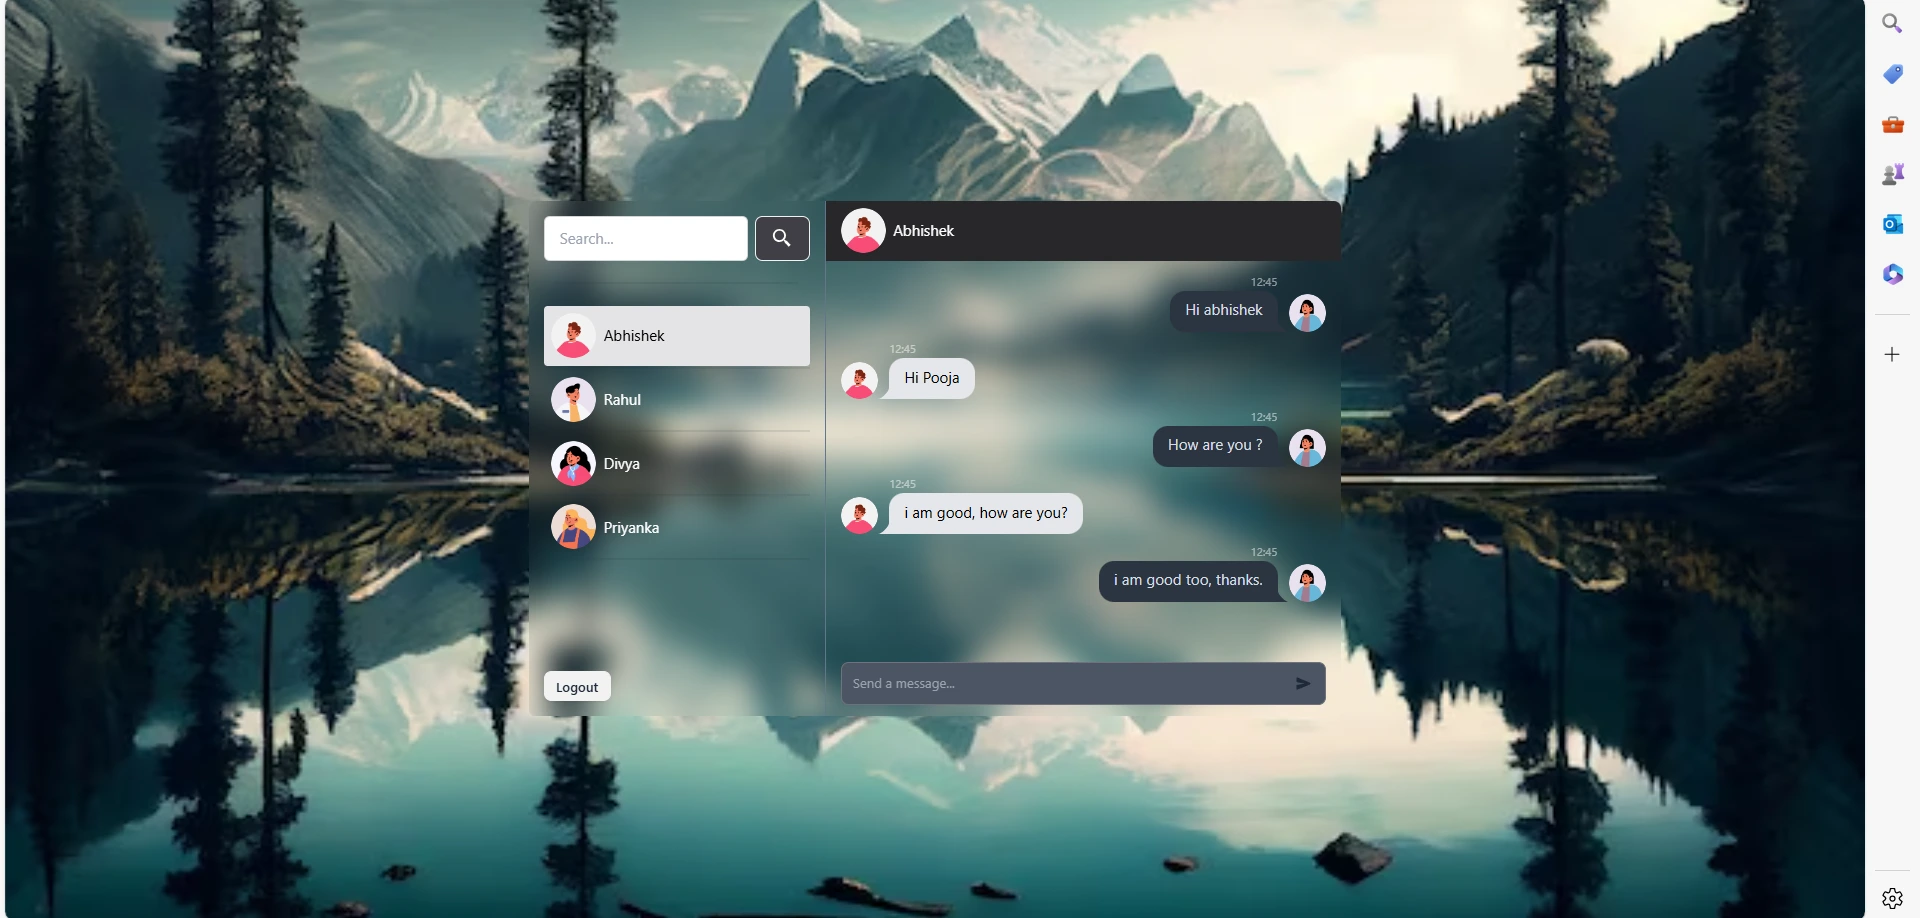 Search...
Abhishek
Rahul
Divya
Priyanka
Logout
Abhishek
12:45
Hi abhishek
12:45
Hi Pooja
12:45
How are you ?
12:45
i am good, how are you?
12:45
i am good too, thanks.
Send a message...